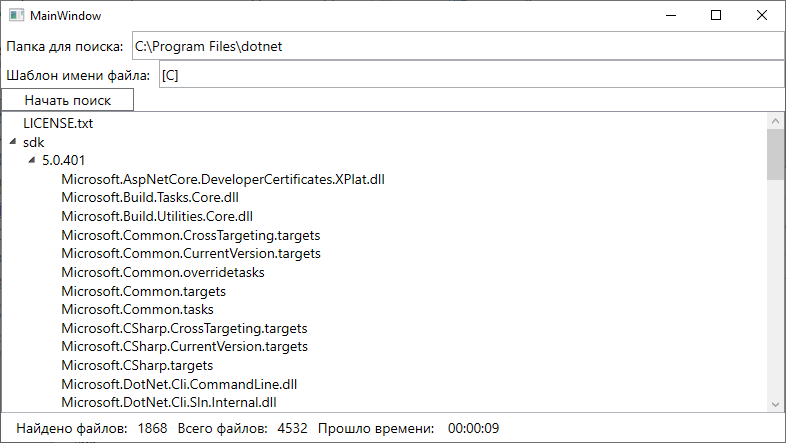 MainWindow
Папка для поиска: C:\Program Files\dotnet
Шаблон имени файла: [C]
Начать поиск
LICENSE.txt
sdk
5.0.401
Microsoft.AspNetCore.DeveloperCertificates.XPlat.dll
Microsoft.Build.Tasks.Core.dll
Microsoft.Build.Utilities.Core.dll
Microsoft.Common.CrossTargeting.targets
Microsoft.Common.CurrentVersion.targets
Microsoft.Common.overridetasks
Microsoft.Common.targets
Microsoft.Common.tasks
Microsoft.CSharp.CrossTargeting.targets
Microsoft.CSharp.CurrentVersion.targets
Microsoft.CSharp.targets
Microsoft.DotNet.Cli.CommandLine.dll
Microsoft.DotNet.Cli.Sln.Internal.dll
Найдено файлов: 1868 Всего файлов: 4532 Прошло времени: 00:00:09